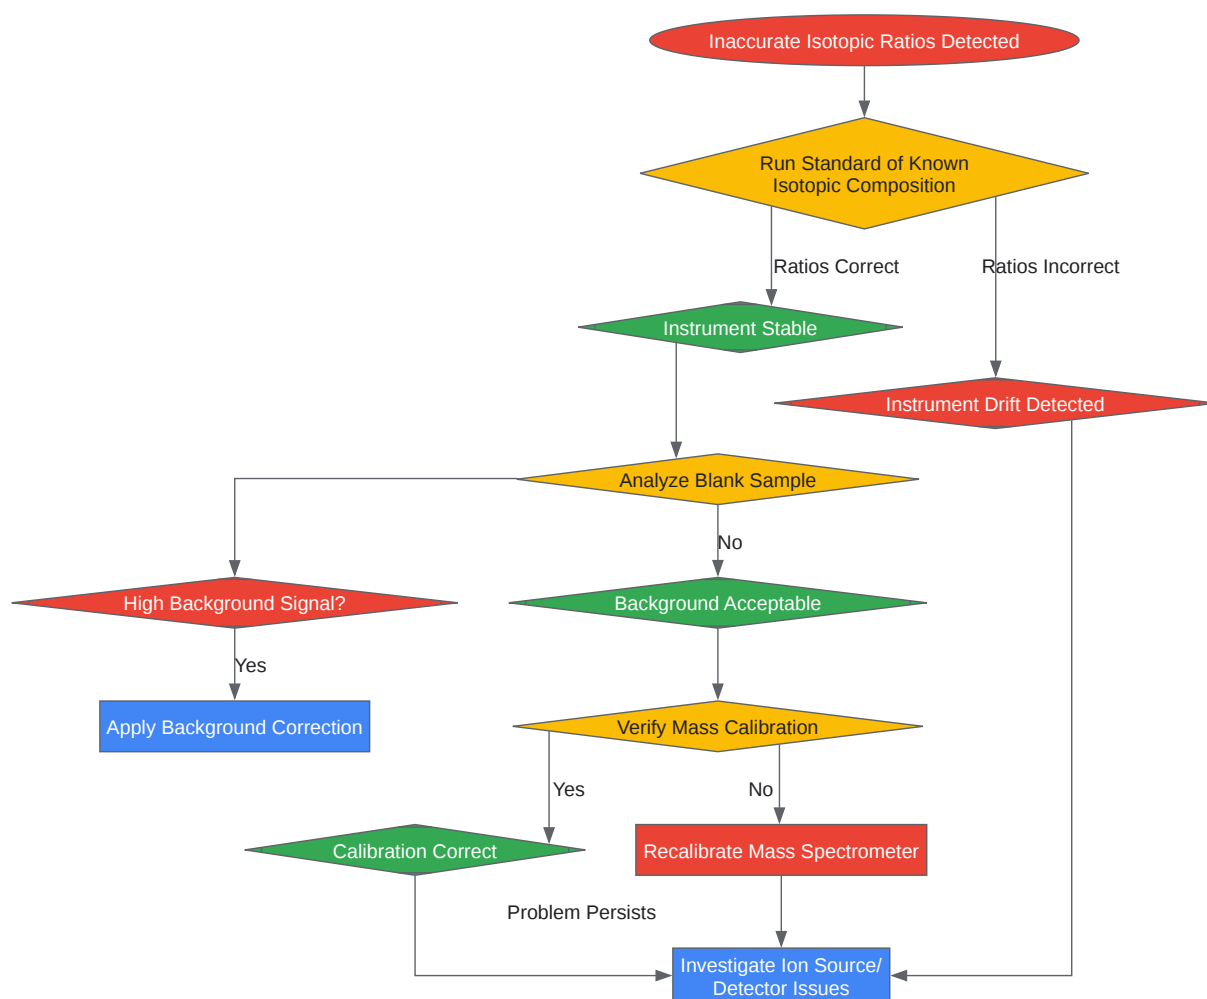 Inaccurate Isotopic Ratios Detected
Run Standard of Known
Isotopic Composition
Ratios Correct
Ratios Incorrect
Instrument Stable
Instrument Drift Detected
Analyze Blank Sample
No
High Background Signal?
Background Acceptable
Yes
Apply Background Correction
Verify Mass Calibration
Yes
No
Calibration Correct
Recalibrate Mass Spectrometer
Problem Persists
Investigate Ion Source/
Detector Issues